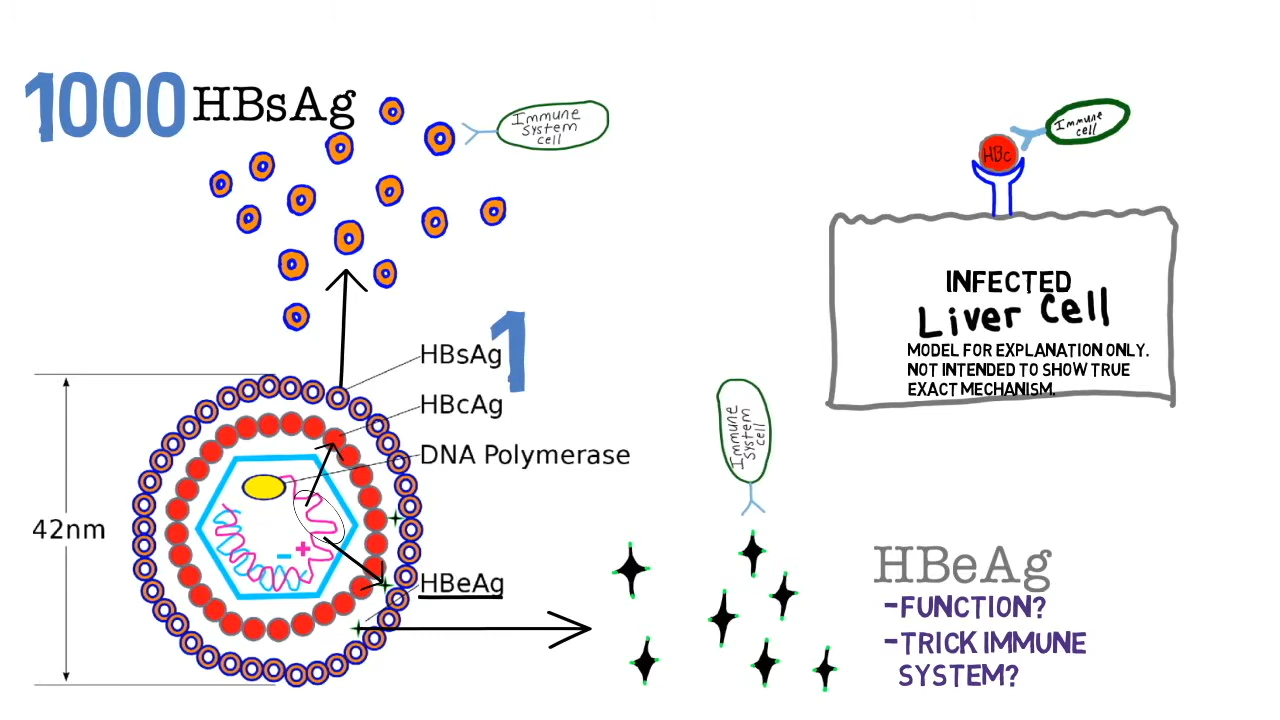 1000 HBsAg
Immune
System
cell
Immune
cell
HBc
INFECTED
Liver Cell
MODEL FOR EXPLANATION ONLY.
NOT INTENDED TO SHOW TRUE
EXACT MECHANISM.
HBsAg 1
HBcAg
DNA Polymerase
42nm
- +
HBeAg
Immune
System
cell
HBeAg
-FUNCTION?
-TRICK IMMUNE
SYSTEM?